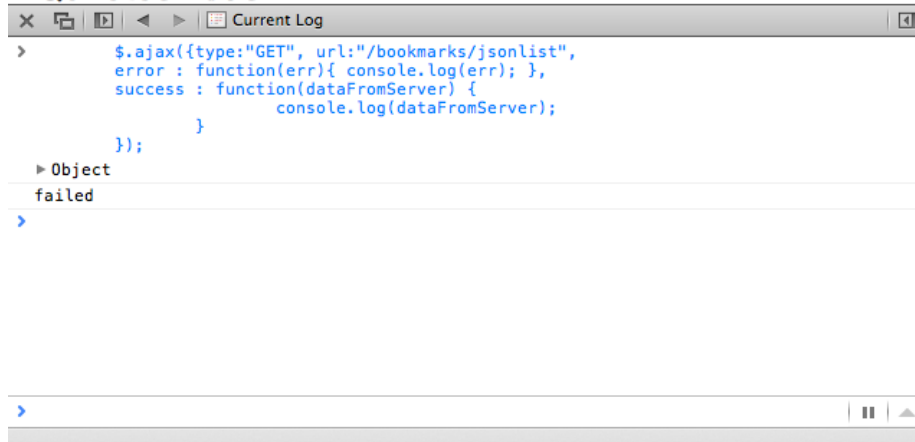 Current Log
> $.ajax({type:"GET", url:"/bookmarks/jsonlist",
error : function(err){ console.log(err); },
success : function(dataFromServer) {
console.log(dataFromServer);
}
});
Object
failed
>
>